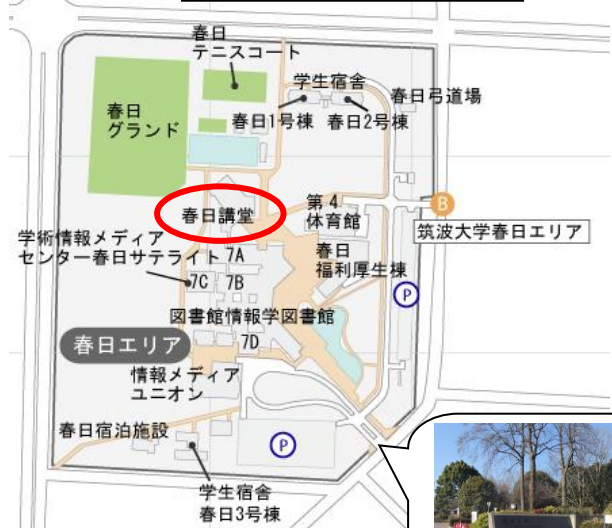 春日
テニスコート
学生宿舎
春日弓道場
春日1号棟 春日2号棟
春日
グランド
春日講堂
第4
体育館
B
筑波大学春日エリア
学術情報メディア
センター春日サテライト
7A
春日
福利厚生棟
7C
7B
P
図書館情報学図書館
7D
春日エリア
情報メディア
ユニオン
春日宿泊施設
P
学生宿舎
春日3号棟